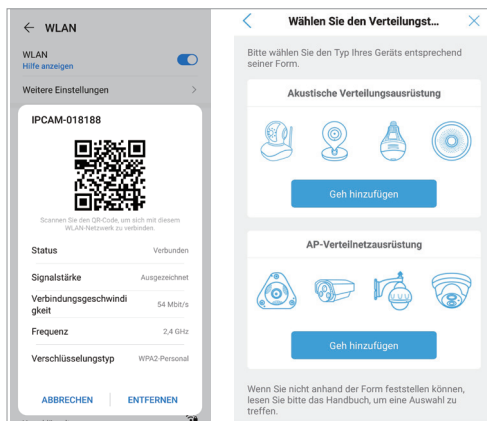 WLAN
WLAN
Hilfe anzeigen
Weitere Einstellungen
IPCAM-018188
Scannen Sie den QR-Code, um sich mit diesem
WLAN-Netzwerk zu verbinden.
Status Verbunden
Signalstärke Ausgezeichnet
Verbindungsgeschwindi
gkeit 54 Mbit/s
Frequenz 2,4 GHz
Verschlüsselungstyp WPA2-Personal
ABBRECHEN ENTFERNEN
Wählen Sie den Verteilungst...
Bitte wählen Sie den Typ Ihres Geräts entsprechend
seiner Form.
Akustische Verteilungsausrüstung
Geh hinzufügen
AP-Verteilnetzausrüstung
Geh hinzufügen
Wenn Sie nicht anhand der Form feststellen können,
lesen Sie bitte das Handbuch, um eine Auswahl zu
treffen.